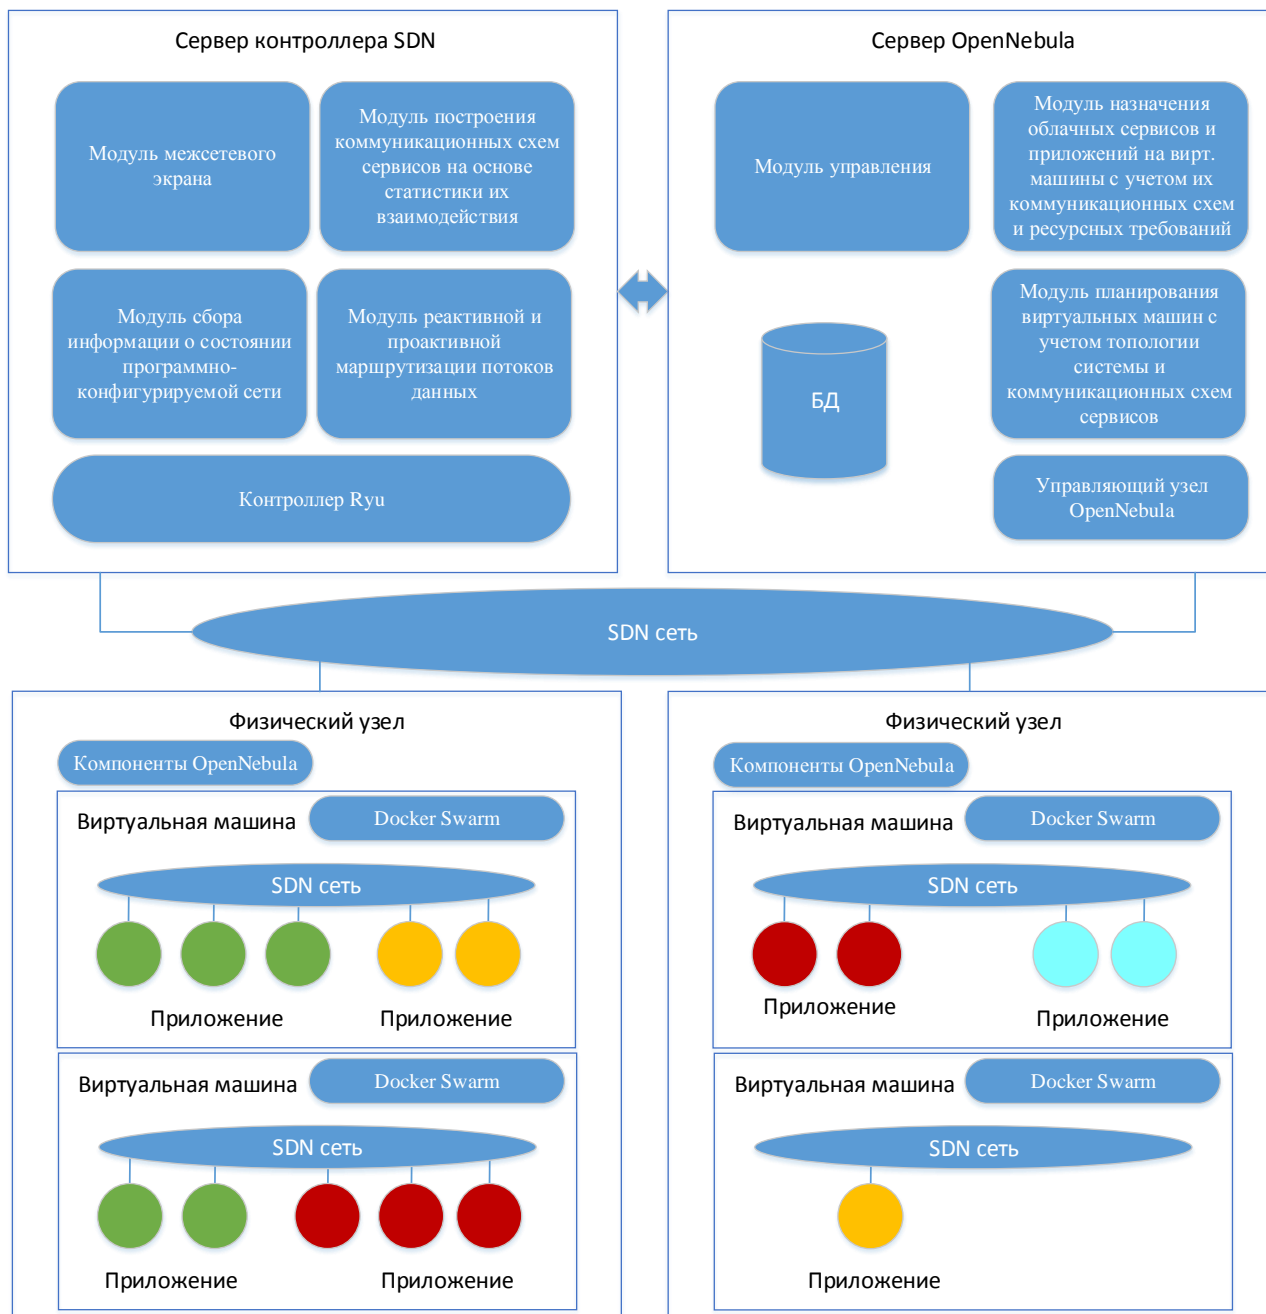 Сервер контроллера SDN
Модуль межсетевого
экрана
Модуль построения
коммуникационных схем
сервисов на основе
статистики их
взаимодействия
Модуль сбора
информации о состоянии
программно-
конфигурируемой сети
Модуль реактивной и
проактивной
маршрутизации потоков
данных
Контроллер Ryu
Сервер OpenNebula
Модуль управления
Модуль назначения
облачных сервисов и
приложений на вирт.
машины с учетом их
коммуникационных схем
и ресурсных требований
БД
Модуль планирования
виртуальных машин с
учетом топологии
системы и
коммуникационных схем
сервисов
Управляющий узел
OpenNebula
SDN сеть
Физический узел
Компоненты OpenNebula
Виртуальная машина
Docker Swarm
SDN сеть
Приложение
Приложение
Виртуальная машина
Docker Swarm
SDN сеть
Приложение
Приложение
Физический узел
Компоненты OpenNebula
Виртуальная машина
Docker Swarm
SDN сеть
Приложение
Приложение
Виртуальная машина
Docker Swarm
SDN сеть
Приложение